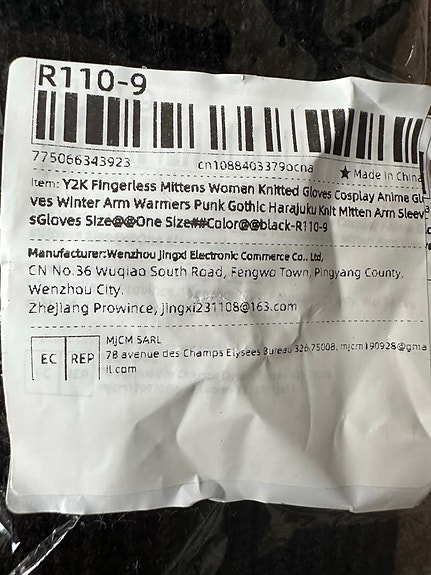 R110-9
775066343923 cn1088403379ocna ★ Made in China
Item: Y2K Fingerless Mittens Women Knitted Gloves Cosplay Anime Glo
ves Winter Arm Warmers Punk Gothic Harajuku Knit Mitten Arm Sleeve
sGloves Size@@One Size##Color@@black-R110-9
Manufacturer:Wenzhou Jingxi Electronic Commerce Co., Ltd,
CN No.36 Wuqiao South Road, Fengwo Town, Pingyang County,
Wenzhou City,
Zhejiang Prowince, jingxi231108@163.com
EC REP
MJCM SARL
78 avenue des Champs Elysees Bureau 326,75008, mjcm190928@gma
il.com